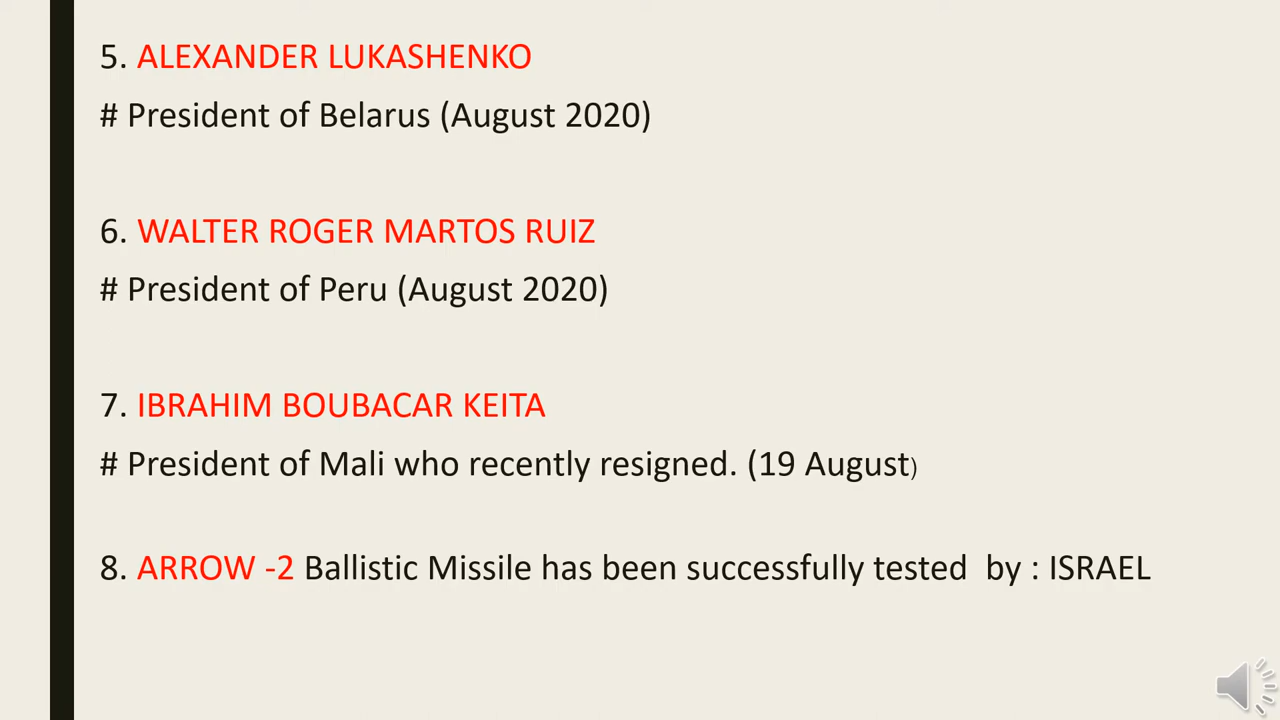 5. ALEXANDER LUKASHENKO
# President of Belarus (August 2020)
6. WALTER ROGER MARTOS RUIZ
# President of Peru (August 2020)
7. IBRAHIM BOUBACAR KEITA
# President of Mali who recently resigned. (19 August)
8. ARROW -2 Ballistic Missile has been successfully tested  by : ISRAEL